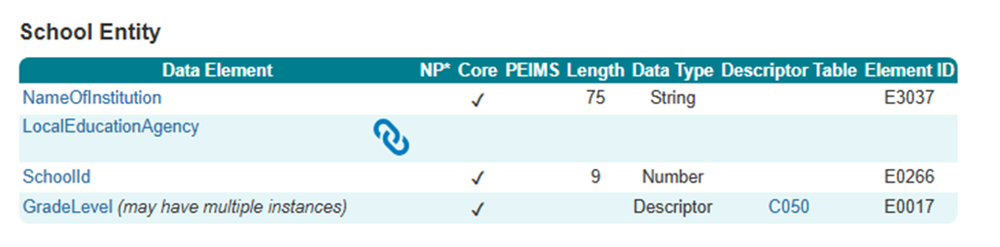 School Entity
Data Element NP* Core PEIMS Length Data Type Descriptor Table Element ID
NameOfInstitution ✓ 75 String E3037
LocalEducationAgency
SchoolId ✓ 9 Number E0266
GradeLevel (may have multiple instances) ✓ Descriptor C050 E0017